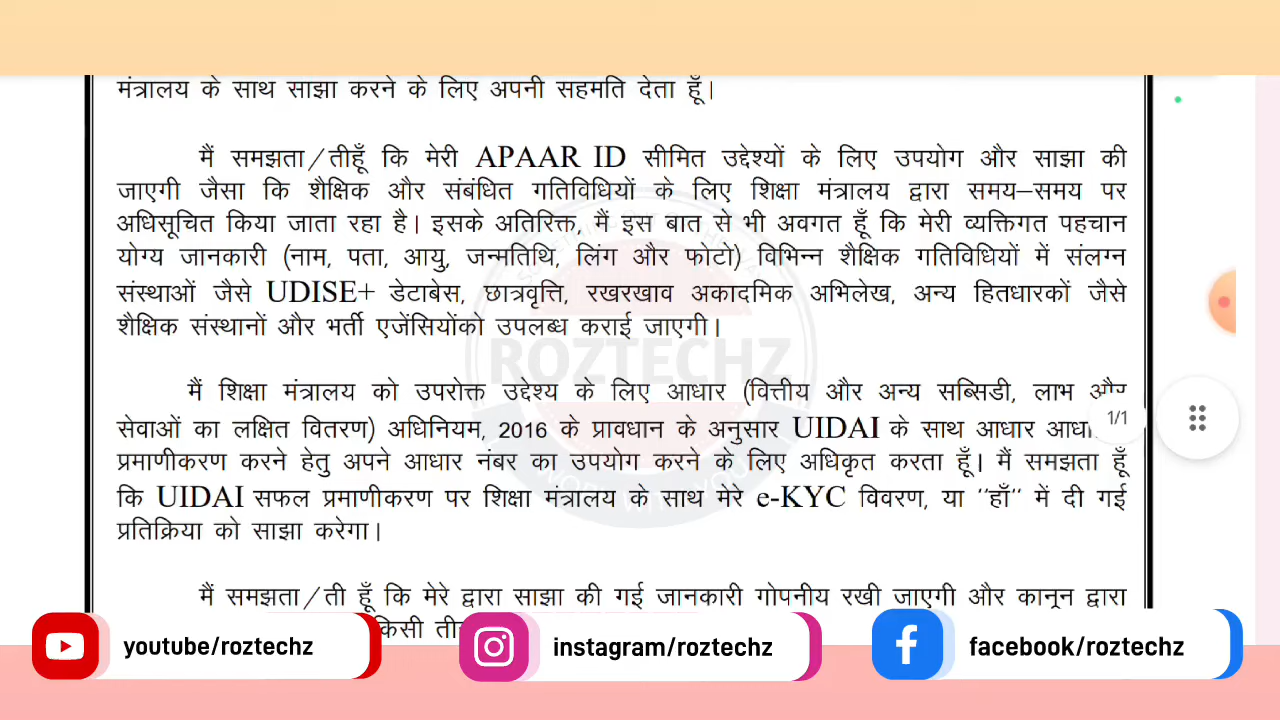 मंत्रालय के साथ साझा करने के लिए अपनी सहमति देता हूँ।
मैं समझता/तीहूँ कि मेरी APAAR ID सीमित उद्देश्यों के लिए उपयोग और साझा की
जाएगी जैसा कि शैक्षिक और संबंधित गतिविधियों के लिए शिक्षा मंत्रालय द्वारा समय–समय पर
अधिसूचित किया जाता रहा है। इसके अतिरिक्त, मैं इस बात से भी अवगत हूँ कि मेरी व्यक्तिगत पहचान
योग्य जानकारी (नाम, पता, आयु, जन्मतिथि, लिंग और फोटो) विभिन्न शैक्षिक गतिविधियों में संलग्न
संस्थाओं जैसे UDISE+ डेटाबेस, छात्रवृत्ति, रखरखाव अकादमिक अभिलेख, अन्य हितधारकों जैसे
शैक्षिक संस्थानों और भर्ती एजेंसियोंको उपलब्ध कराई जाएगी।
ROZTECHZ
मैं शिक्षा मंत्रालय को उपरोक्त उद्देश्य के लिए आधार (वित्तीय और अन्य सब्सिडी, लाभ और
सेवाओं का लक्षित वितरण) अधिनियम, 2016 के प्रावधान के अनुसार UIDAI के साथ आधार
1/1
प्रमाणीकरण करने हेतु अपने आधार नंबर का उपयोग करने के लिए अधिकृत करता हूँ। मैं समझता हूँ
कि UIDAI सफल प्रमाणीकरण पर शिक्षा मंत्रालय के साथ मेरे e-KYC विवरण, या ''हाँ'' में दी गई
प्रतिक्रिया को साझा करेगा।
मैं समझता/ती हूँ कि मेरे द्वारा साझा की गई जानकारी गोपनीय रखी जाएगी और कानून द्वारा
किसी
youtube/roztechz
instagram/roztechz
facebook/roztechz